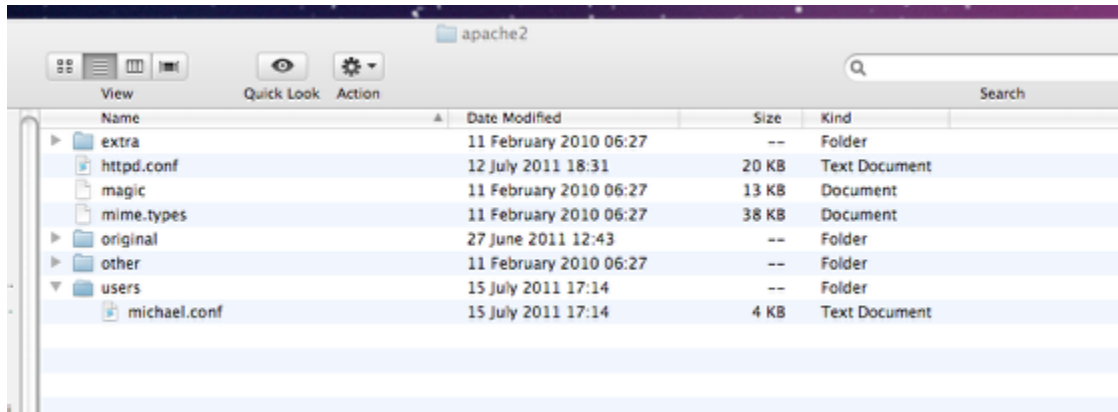 apache2
View Quick Look Action Search
Name Date Modified Size Kind
extra 11 February 2010 06:27 -- Folder
httpd.conf 12 July 2011 18:31 20 KB Text Document
magic 11 February 2010 06:27 13 KB Document
mime.types 11 February 2010 06:27 38 KB Document
original 27 June 2011 12:43 -- Folder
other 11 February 2010 06:27 -- Folder
users 15 July 2011 17:14 -- Folder
michael.conf 15 July 2011 17:14 4 KB Text Document